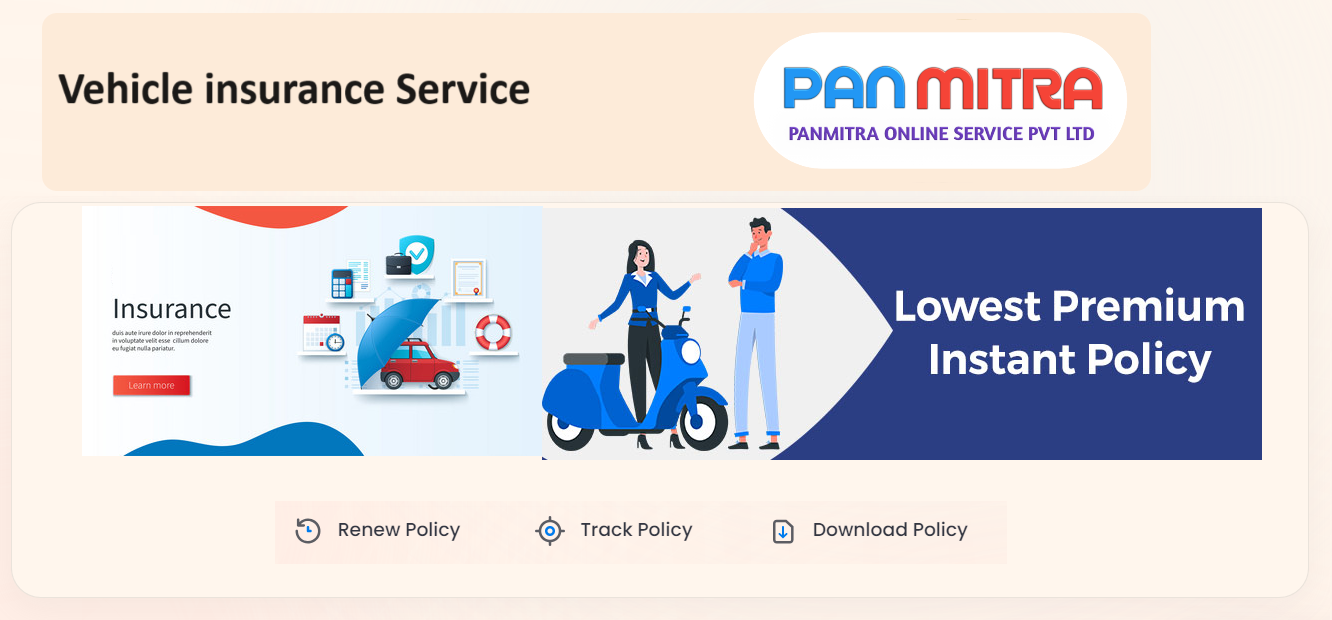 Vehicle insurance Service
PAN MITRA
PANMITRA ONLINE SERVICE PVT LTD
Insurance
duis aute irure dolor in reprehenderit
in voluptate velit esse cillum dolore
eu fugiat nulla pariatur.
Learn more
Lowest Premium
Instant Policy
Renew Policy
Track Policy
Download Policy